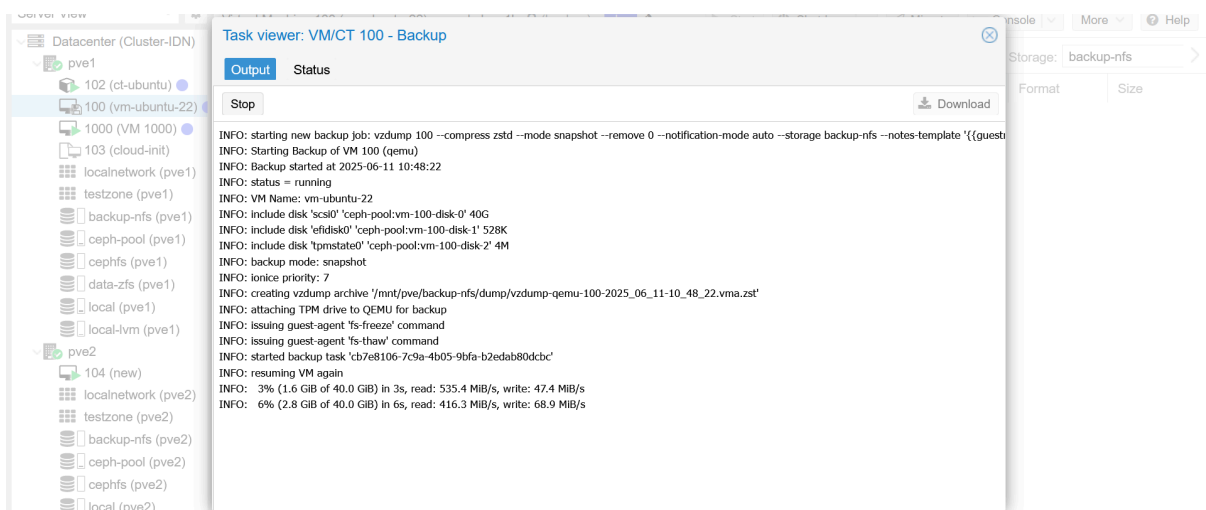 Server View
Console
More
Help
Task viewer: VM/CT 100 - Backup
Output
Status
Stop
Download
INFO: starting new backup job: vzdump 100 --compress zstd --mode snapshot --remove 0 --notification-mode auto --storage backup-nfs --notes-template '{{guest
INFO: Starting Backup of VM 100 (qemu)
INFO: Backup started at 2025-06-11 10:48:22
INFO: status = running
INFO: VM Name: vm-ubuntu-22
INFO: include disk 'scsi0' 'ceph-pool:vm-100-disk-0' 40G
INFO: include disk 'efidisk0' 'ceph-pool:vm-100-disk-1' 528K
INFO: include disk 'tpmstate0' 'ceph-pool:vm-100-disk-2' 4M
INFO: backup mode: snapshot
INFO: ionice priority: 7
INFO: creating vzdump archive '/mnt/pve/backup-nfs/dump/vzdump-qemu-100-2025_06_11-10_48_22.vma.zst'
INFO: attaching TPM drive to QEMU for backup
INFO: issuing guest-agent 'fs-freeze' command
INFO: issuing guest-agent 'fs-thaw' command
INFO: started backup task 'cb7e8106-7c9a-4b05-9bfa-b2edab80dcbc'
INFO: resuming VM again
INFO: 3% (1.6 GiB of 40.0 GiB) in 3s, read: 535.4 MiB/s, write: 47.4 MiB/s
INFO: 6% (2.8 GiB of 40.0 GiB) in 6s, read: 416.3 MiB/s, write: 68.9 MiB/s
Datacenter (Cluster-IDN)
pve1
102 (ct-ubuntu)
100 (vm-ubuntu-22)
1000 (VM 1000)
103 (cloud-init)
localnetwork (pve1)
testzone (pve1)
backup-nfs (pve1)
ceph-pool (pve1)
cephfs (pve1)
data-zfs (pve1)
local (pve1)
local-lvm (pve1)
pve2
104 (new)
localnetwork (pve2)
testzone (pve2)
backup-nfs (pve2)
ceph-pool (pve2)
cephfs (pve2)
local (pve2)
Storage: backup-nfs
Format
Size